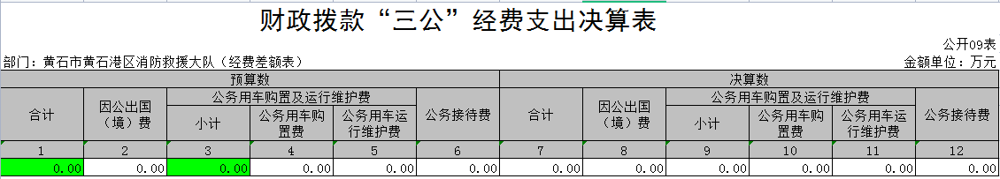 财政拨款“三公”经费支出决算表
公开09表
部门：黄石市黄石港区消防救援大队（经费差额表） 金额单位：万元
预算数 决算数
合计 因公出国（境）费 公务用车购置及运行维护费 公务接待费 合计 因公出国（境）费 公务用车购置及运行维护费 公务接待费
小计 公务用车购置费 公务用车运行维护费 小计 公务用车购置费 公务用车运行维护费
1 2 3 4 5 6 7 8 9 10 11 12
0.00 0.00 0.00 0.00 0.00 0.00 0.00 0.00 0.00 0.00 0.00 0.00